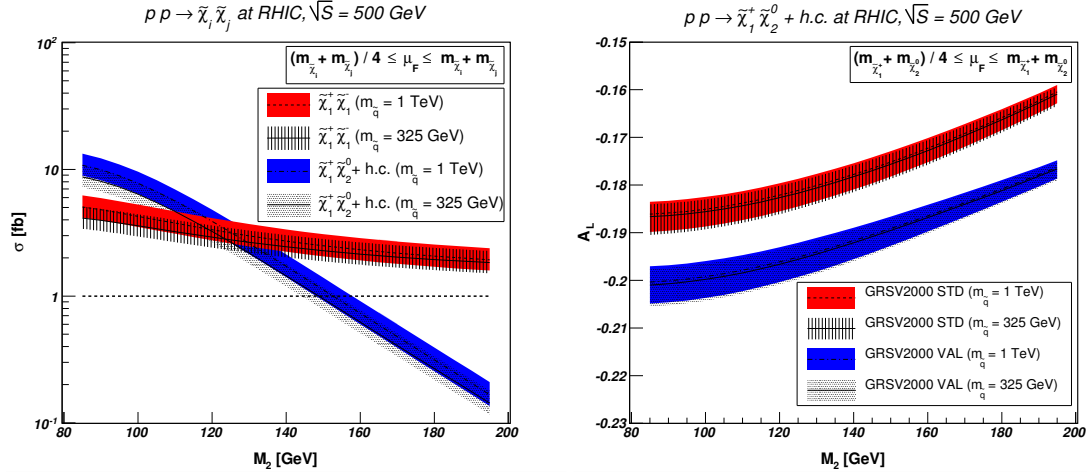 p p → χ̃ᵢ χ̃ⱼ at RHIC, √S = 500 GeV
(m_χ̃ᵢ + m_χ̃ⱼ) / 4 ≤ μ_F ≤ m_χ̃ᵢ + m_χ̃ⱼ
χ̃₁⁺ χ̃₁⁻ (m_q̃ = 1 TeV)
χ̃₁⁺ χ̃₁⁻ (m_q̃ = 325 GeV)
χ̃₁⁺ χ̃₂⁰ + h.c. (m_q̃ = 1 TeV)
χ̃₁⁺ χ̃₂⁰ + h.c. (m_q̃ = 325 GeV)
σ [fb]
10²
10
1
10⁻¹
80 100 120 140 160 180 200
M₂ [GeV]
p p → χ̃₁⁺ χ̃₂⁰ + h.c. at RHIC, √S = 500 GeV
(m_χ̃₁⁺ + m_χ̃₂⁰) / 4 ≤ μ_F ≤ m_χ̃₁⁺ + m_χ̃₂⁰
A_L
-0.15
-0.16
-0.17
-0.18
-0.19
-0.2
-0.21
-0.22
-0.23
GRSV2000 STD (m_q̃ = 1 TeV)
GRSV2000 STD (m_q̃ = 325 GeV)
GRSV2000 VAL (m_q̃ = 1 TeV)
GRSV2000 VAL (m_q̃ = 325 GeV)
80 100 120 140 160 180 200
M₂ [GeV]